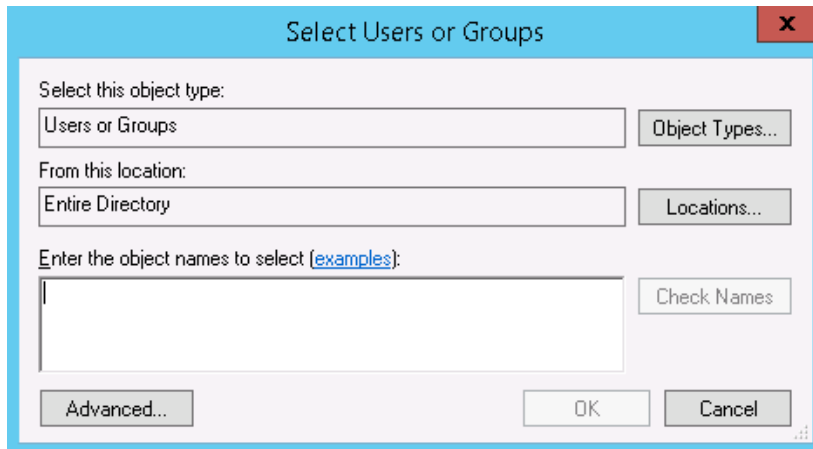 Select Users or Groups
x
Select this object type:
Users or Groups
Object Types...
From this location:
Entire Directory
Locations...
Enter the object names to select (examples):
Check Names
Advanced...
OK
Cancel